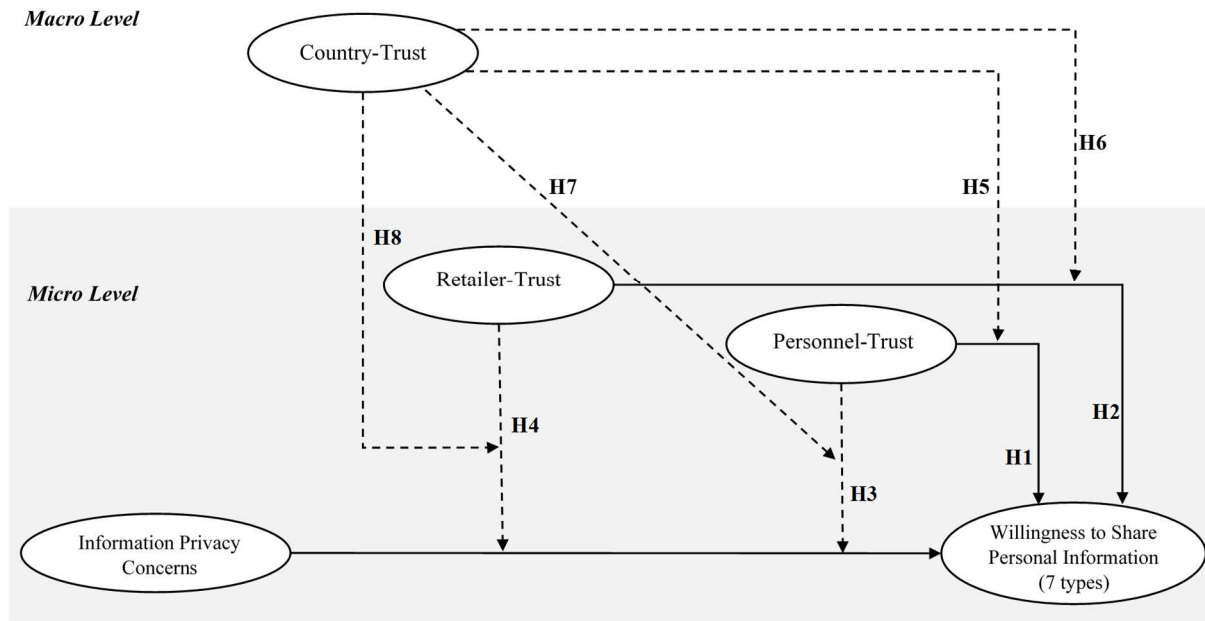 Macro Level
Country-Trust
H6
H7
H5
H8
Retailer-Trust
Micro Level
Personnel-Trust
H4
H2
H1
H3
Information Privacy
Concerns
Willingness to Share
Personal Information
(7 types)